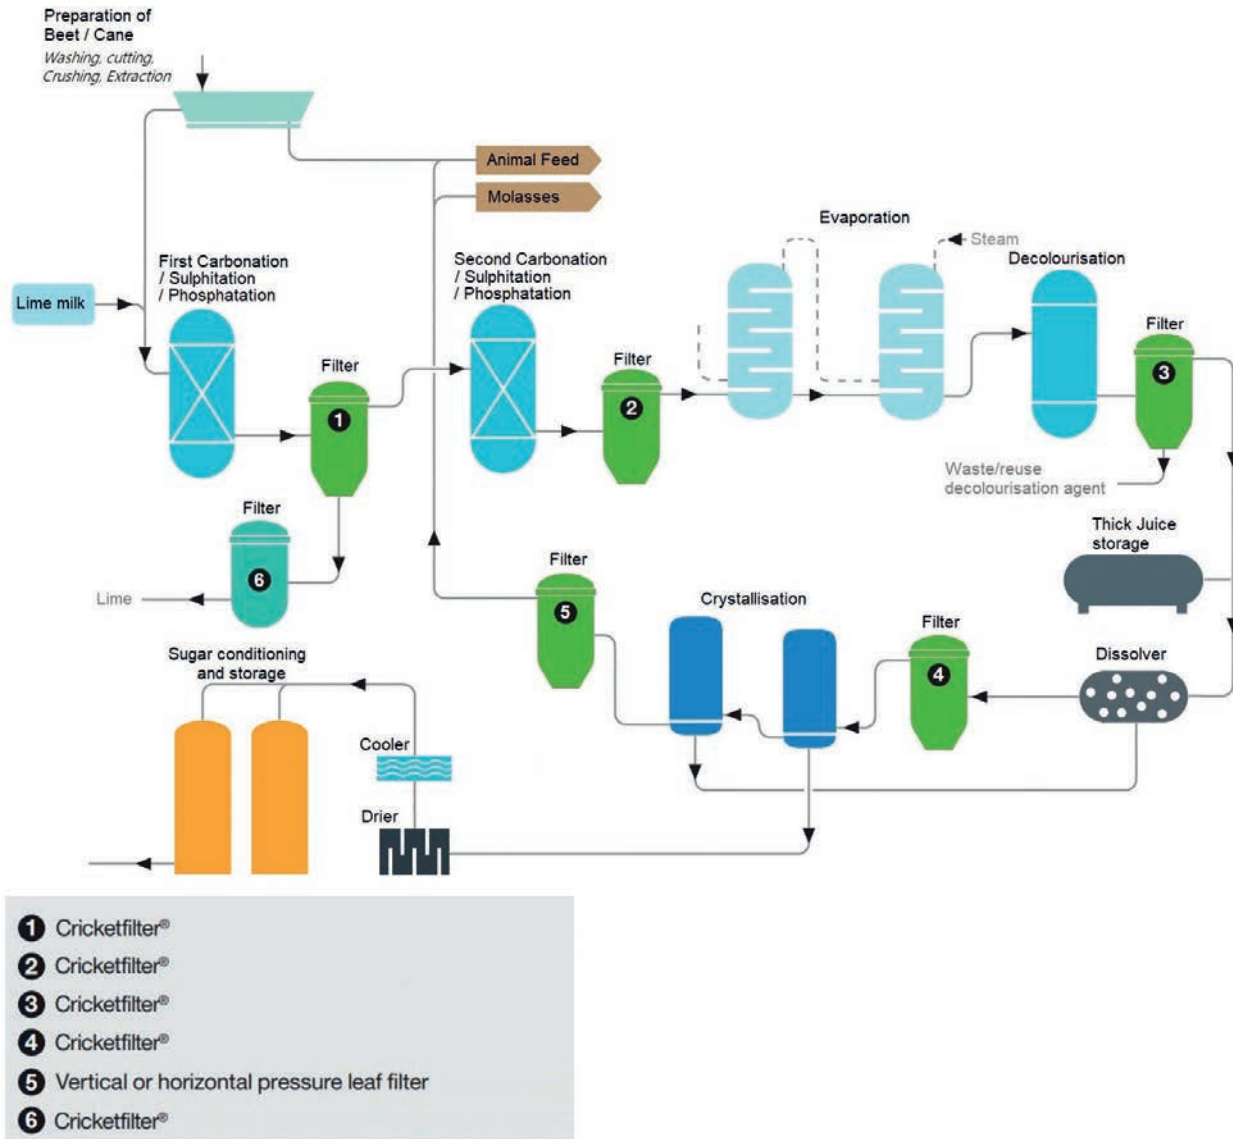 Preparation of
Beet / Cane
Washing, cutting,
Crushing, Extraction
Animal Feed
Molasses
Evaporation
Steam
First Carbonation
/ Sulphitation
/ Phosphatation
Second Carbonation
/ Sulphitation
/ Phosphatation
Decolourisation
Lime milk
Filter
1
Filter
2
Filter
3
Waste/reuse
decolourisation agent
Filter
6
Lime
Thick Juice
storage
Filter
5
Crystallisation
Filter
4
Dissolver
Sugar conditioning
and storage
Cooler
Drier
1 Cricketfilter®
2 Cricketfilter®
3 Cricketfilter®
4 Cricketfilter®
5 Vertical or horizontal pressure leaf filter
6 Cricketfilter®